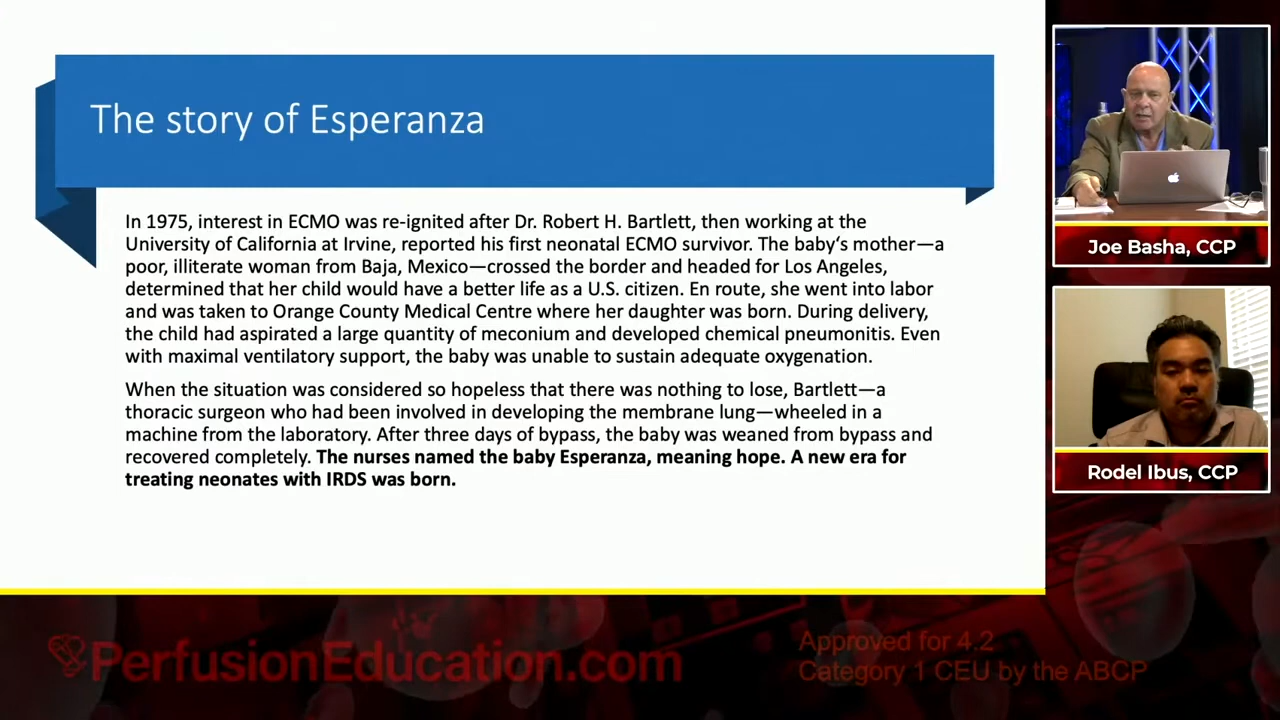 The story of Esperanza
In 1975, interest in ECMO was re-ignited after Dr. Robert H. Bartlett, then working at the
University of California at Irvine, reported his first neonatal ECMO survivor. The baby‘s mother—a
poor, illiterate woman from Baja, Mexico—crossed the border and headed for Los Angeles,
determined that her child would have a better life as a U.S. citizen. En route, she went into labor
and was taken to Orange County Medical Centre where her daughter was born. During delivery,
the child had aspirated a large quantity of meconium and developed chemical pneumonitis. Even
with maximal ventilatory support, the baby was unable to sustain adequate oxygenation.
When the situation was considered so hopeless that there was nothing to lose, Bartlett—a
thoracic surgeon who had been involved in developing the membrane lung—wheeled in a
machine from the laboratory. After three days of bypass, the baby was weaned from bypass and
recovered completely. The nurses named the baby Esperanza, meaning hope. A new era for
treating neonates with IRDS was born.
Joe Basha, CCP
Rodel Ibus, CCP
PerfusionEducation.com
Approved for 4.2
Category 1 CEU by the ABCP